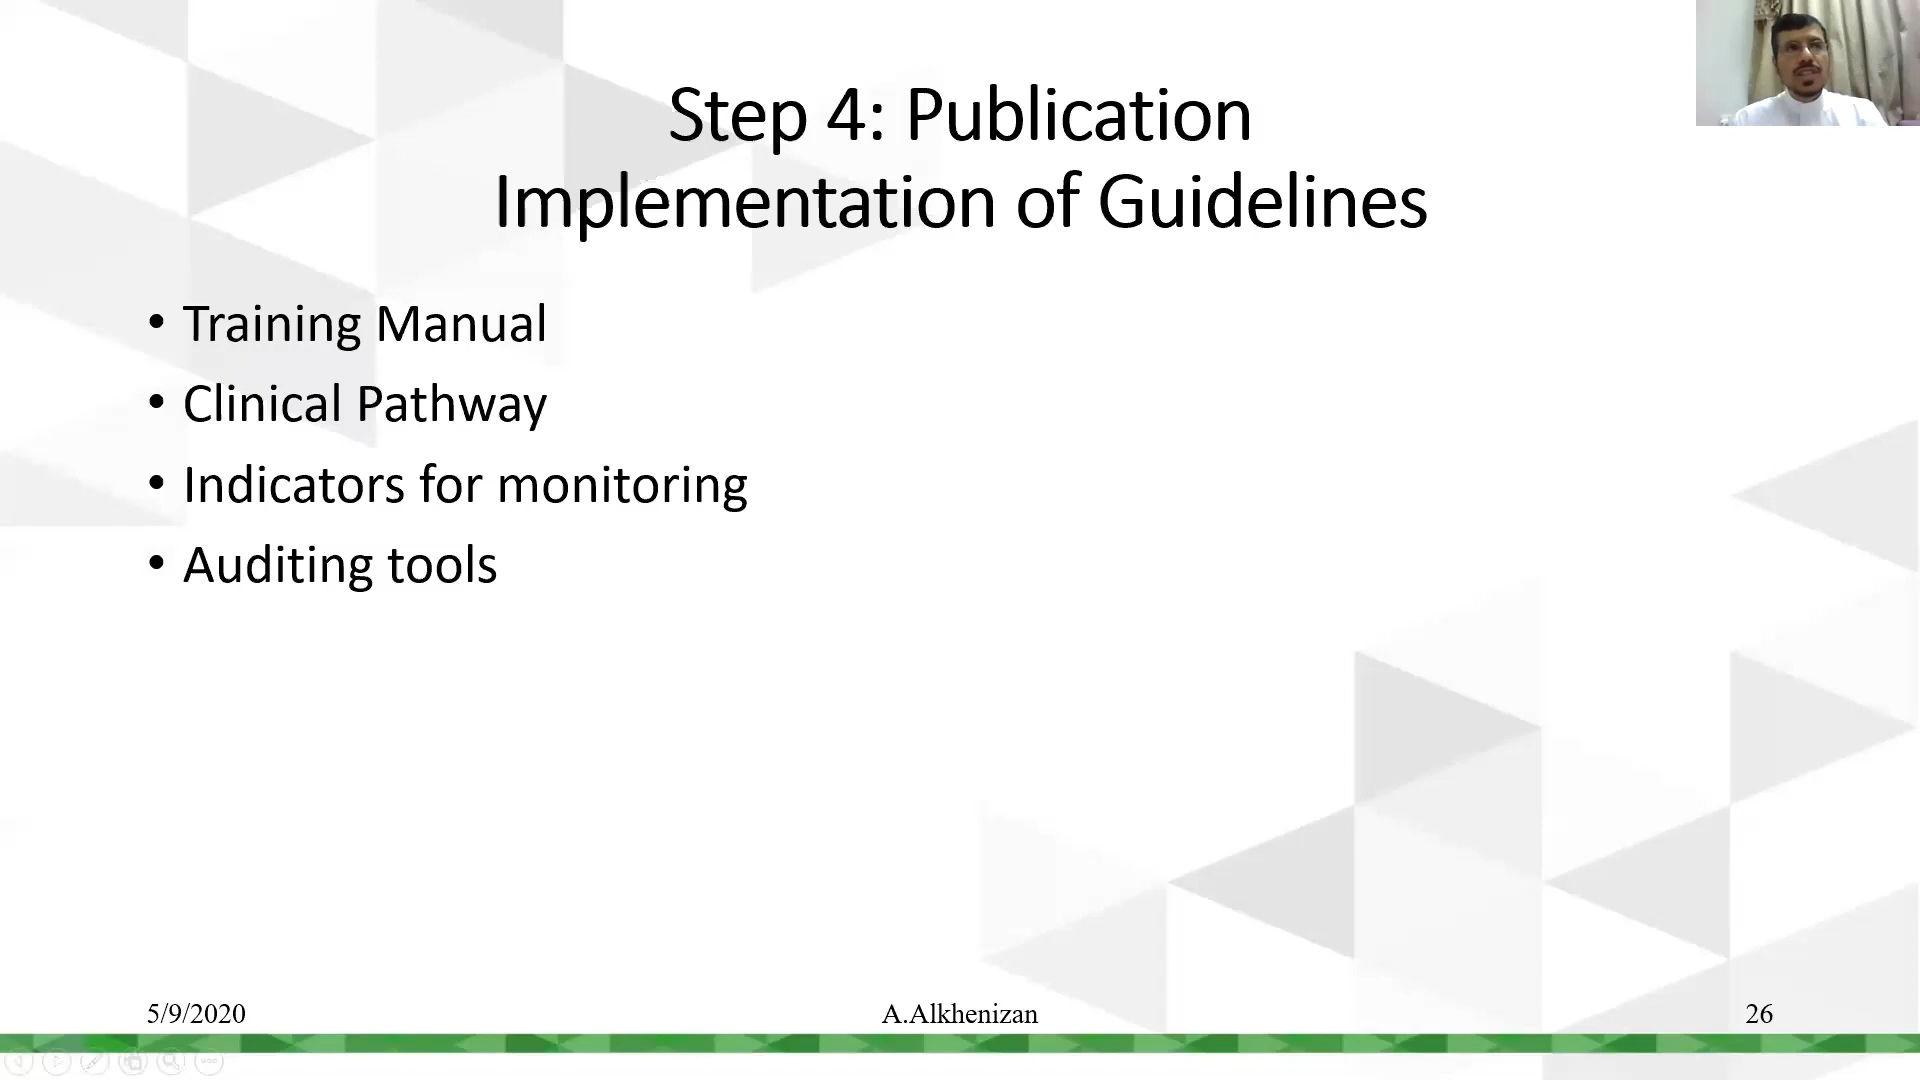 Step 4: Publication
Implementation of Guidelines
• Training Manual
• Clinical Pathway
• Indicators for monitoring
• Auditing tools
5/9/2020
A.Alkhenizan
26